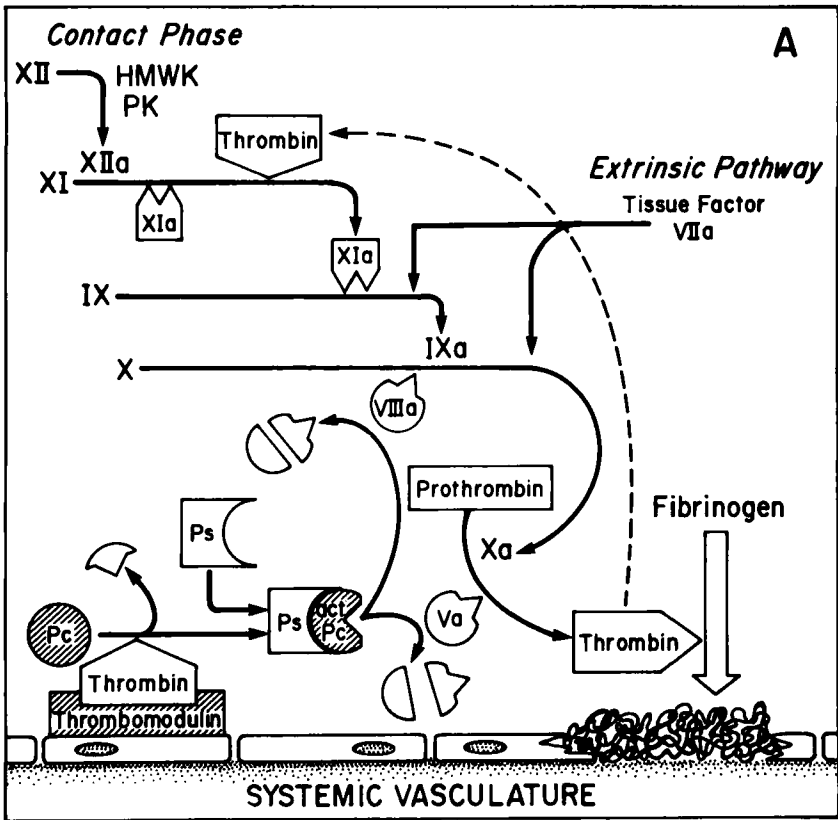 Contact Phase
A
XII
HMWK
PK
XIIa
Thrombin
XI
XIa
Extrinsic Pathway
Tissue Factor
VIIa
XIa
IX
IXa
X
VIIIa
Prothrombin
Fibrinogen
Ps
Xa
Pc
Ps
act
Pc
Va
Thrombin
Thrombin
Thrombomodulin
SYSTEMIC VASCULATURE